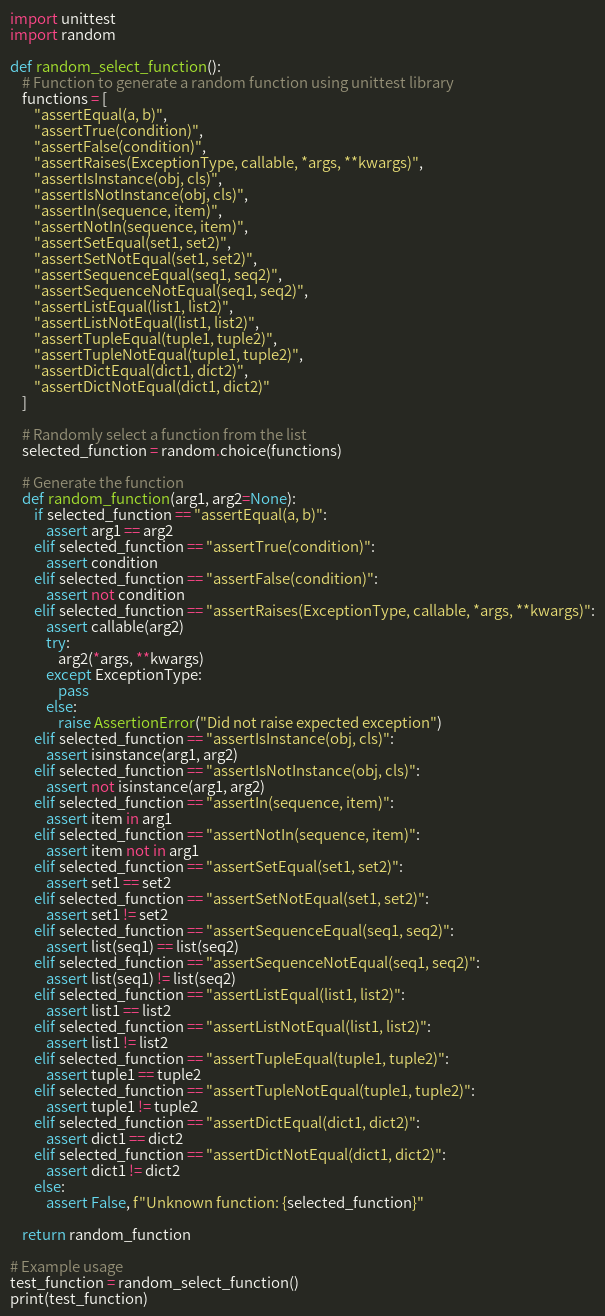 import unittest
import random

def random_select_function():
    # Function to generate a random function using unittest library
    functions = [
        "assertEqual(a, b)",
        "assertTrue(condition)",
        "assertFalse(condition)",
        "assertRaises(ExceptionType, callable, *args, **kwargs)",
        "assertIsInstance(obj, cls)",
        "assertIsNotInstance(obj, cls)",
        "assertIn(sequence, item)",
        "assertNotIn(sequence, item)",
        "assertSetEqual(set1, set2)",
        "assertSetNotEqual(set1, set2)",
        "assertSequenceEqual(seq1, seq2)",
        "assertSequenceNotEqual(seq1, seq2)",
        "assertListEqual(list1, list2)",
        "assertListNotEqual(list1, list2)",
        "assertTupleEqual(tuple1, tuple2)",
        "assertTupleNotEqual(tuple1, tuple2)",
        "assertDictEqual(dict1, dict2)",
        "assertDictNotEqual(dict1, dict2)"
    ]

    # Randomly select a function from the list
    selected_function = random.choice(functions)

    # Generate the function
    def random_function(arg1, arg2=None):
        if selected_function == "assertEqual(a, b)":
            assert arg1 == arg2
        elif selected_function == "assertTrue(condition)":
            assert condition
        elif selected_function == "assertFalse(condition)":
            assert not condition
        elif selected_function == "assertRaises(ExceptionType, callable, *args, **kwargs)":
            assert callable(arg2)
            try:
                arg2(*args, **kwargs)
            except ExceptionType:
                pass
            else:
                raise AssertionError("Did not raise expected exception")
        elif selected_function == "assertIsInstance(obj, cls)":
            assert isinstance(arg1, arg2)
        elif selected_function == "assertIsNotInstance(obj, cls)":
            assert not isinstance(arg1, arg2)
        elif selected_function == "assertIn(sequence, item)":
            assert item in arg1
        elif selected_function == "assertNotIn(sequence, item)":
            assert item not in arg1
        elif selected_function == "assertSetEqual(set1, set2)":
            assert set1 == set2
        elif selected_function == "assertSetNotEqual(set1, set2)":
            assert set1 != set2
        elif selected_function == "assertSequenceEqual(seq1, seq2)":
            assert list(seq1) == list(seq2)
        elif selected_function == "assertSequenceNotEqual(seq1, seq2)":
            assert list(seq1) != list(seq2)
        elif selected_function == "assertListEqual(list1, list2)":
            assert list1 == list2
        elif selected_function == "assertListNotEqual(list1, list2)":
            assert list1 != list2
        elif selected_function == "assertTupleEqual(tuple1, tuple2)":
            assert tuple1 == tuple2
        elif selected_function == "assertTupleNotEqual(tuple1, tuple2)":
            assert tuple1 != tuple2
        elif selected_function == "assertDictEqual(dict1, dict2)":
            assert dict1 == dict2
        elif selected_function == "assertDictNotEqual(dict1, dict2)":
            assert dict1 != dict2
        else:
            assert False, f"Unknown function: {selected_function}"

    return random_function

# Example usage
test_function = random_select_function()
print(test_function)